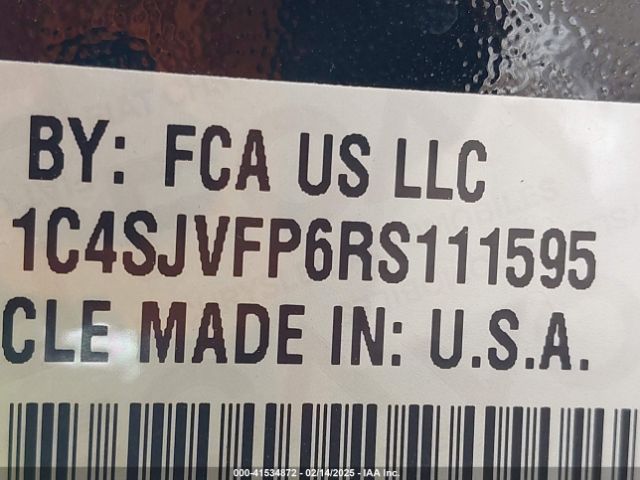 BY: FCA US LLC
1C4SJVFP6RS111595
CLE MADE IN: U.S.A.
000-41534872 - 02/14/2025 - IAA Inc.